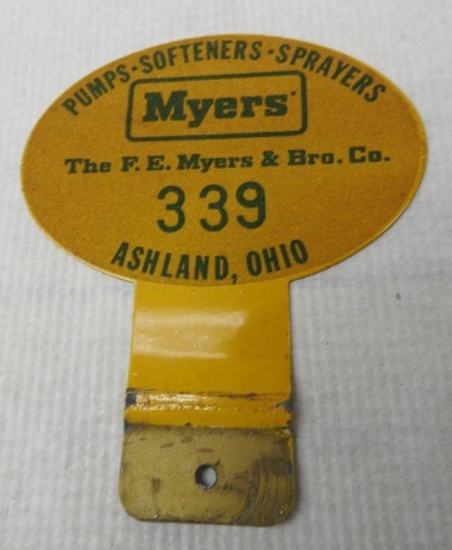 PUMPS·SOFTENERS·SPRAYERS
Myers
The F. E. Myers & Bro. Co.
339
ASHLAND, OHIO